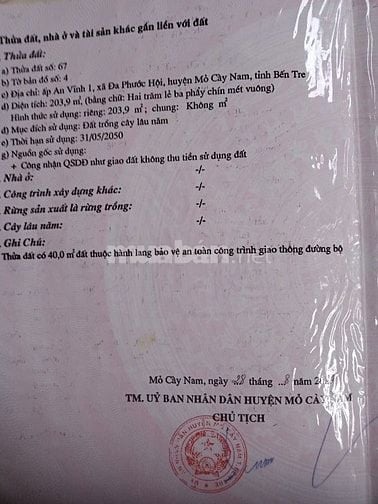 Thửa đất, nhà ở và tài sản khác gắn liền với đất
. Thửa đất:
a) Thửa đất số: 67
b) Tờ bản đồ số: 4
c) Địa chỉ: ấp An Vĩnh 1, xã Đa Phước Hội, huyện Mỏ Cày Nam, tỉnh Bến Tre
d) Diện tích: 203,9 m², (bằng chữ: Hai trăm lẻ ba phẩy chín mét vuông)
Hình thức sử dụng: riêng: 203,9 m²; chung: Không m²
đ) Mục đích sử dụng: Đất trồng cây lâu năm
e) Thời hạn sử dụng: 31/05/2050
g) Nguồn gốc sử dụng:
+ Công nhận QSDĐ như giao đất không thu tiền sử dụng đất
. Nhà ở: -/-
. Công trình xây dựng khác: -/-
. Rừng sản xuất là rừng trồng: -/-
. Cây lâu năm: -/-
. Ghi Chú:
Thửa đất có 40,0 m² đất thuộc hành lang bảo vệ an toàn công trình giao thông đường bộ
muaban.net
Mỏ Cày Nam, ngày 28 tháng 8 năm
TM. UỶ BAN NHÂN DÂN HUYỆN MỎ CÀY NAM
CHỦ TỊCH